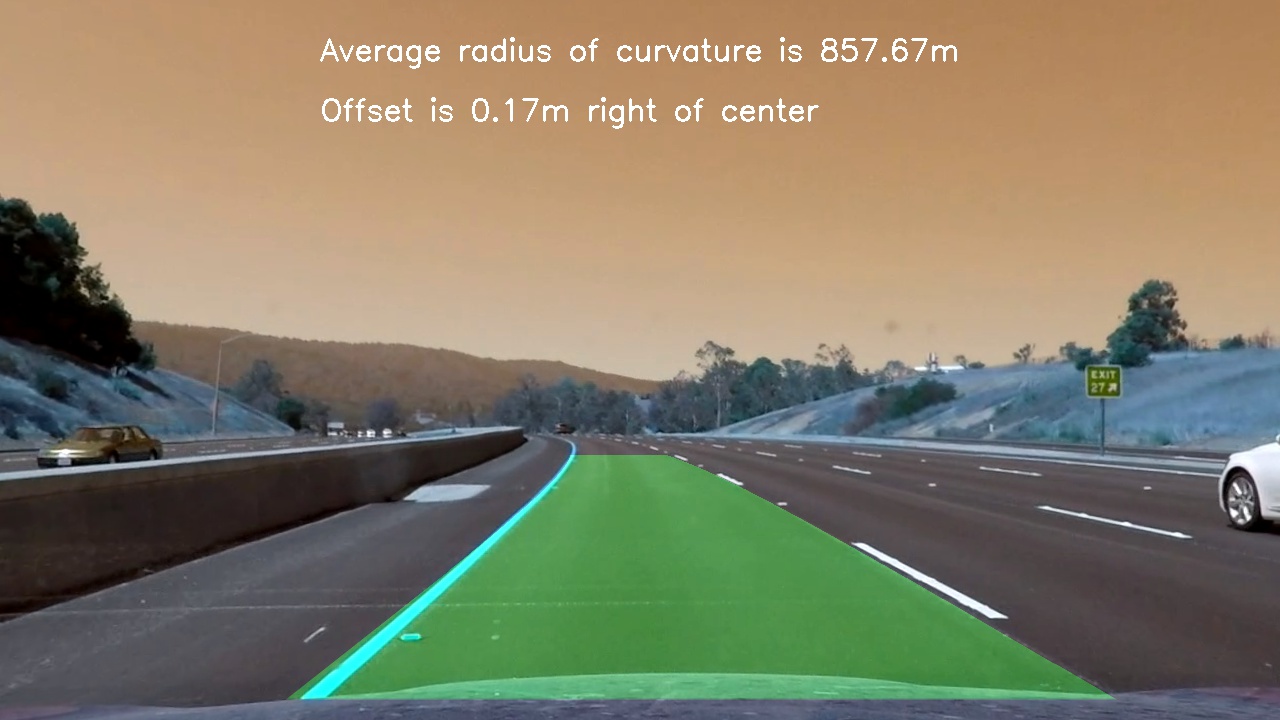 Average radius of curvature is 857.67m
Offset is 0.17m right of center
EXIT
27